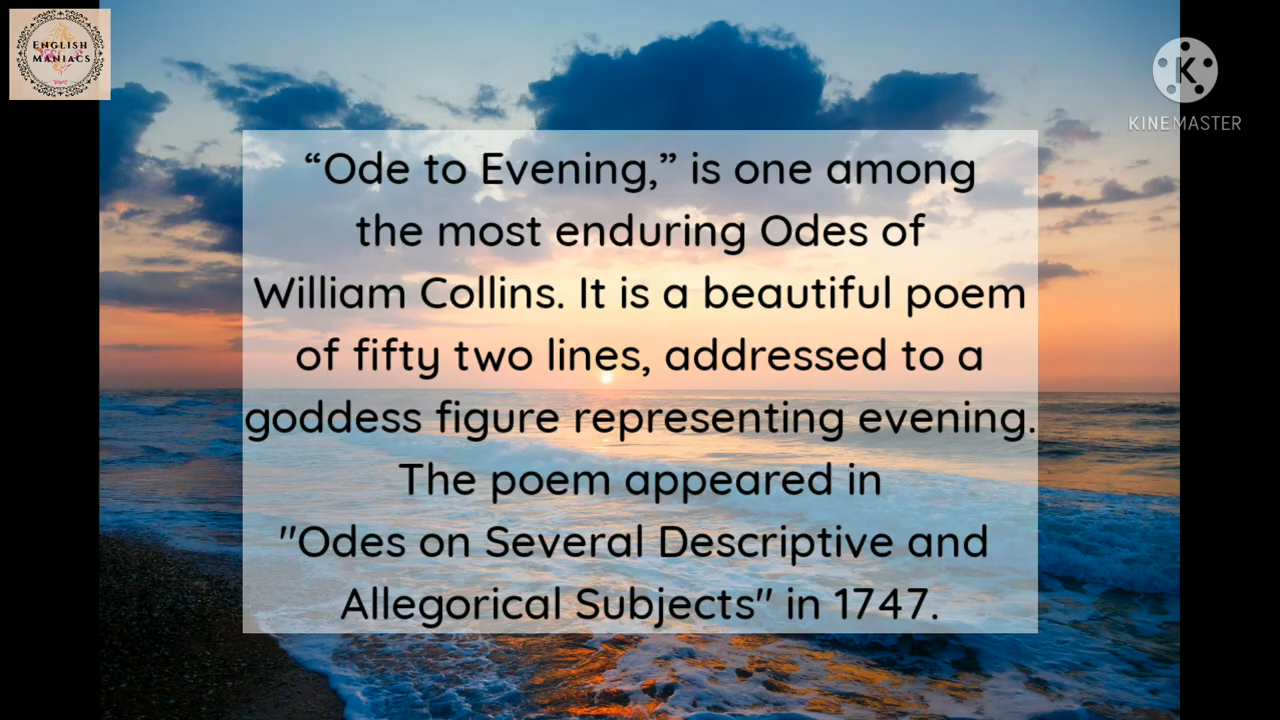 ENGLISH
MANIACS
KINEMASTER
“Ode to Evening,” is one among
the most enduring Odes of
William Collins. It is a beautiful poem
of fifty two lines, addressed to a
goddess figure representing evening.
The poem appeared in
"Odes on Several Descriptive and
Allegorical Subjects" in 1747.